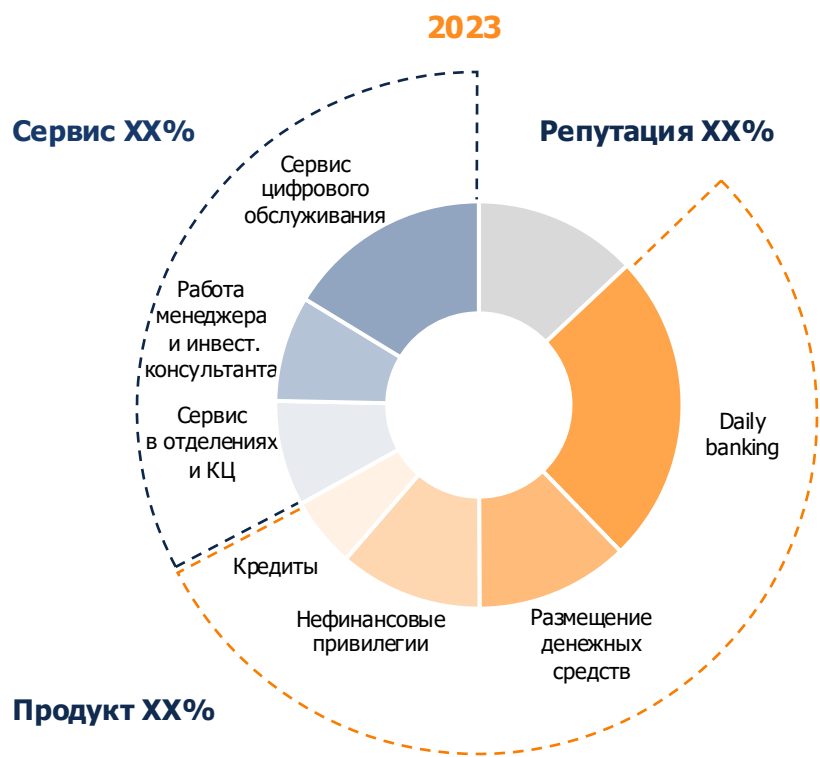 2023
Сервис XX%
Репутация XX%
Сервис
цифрового
обслуживания
Работа
менеджера
и инвест.
консультанта
Сервис
в отделениях
и КЦ
Daily
banking
Кредиты
Нефинансовые
привилегии
Размещение
денежных
средств
Продукт XX%